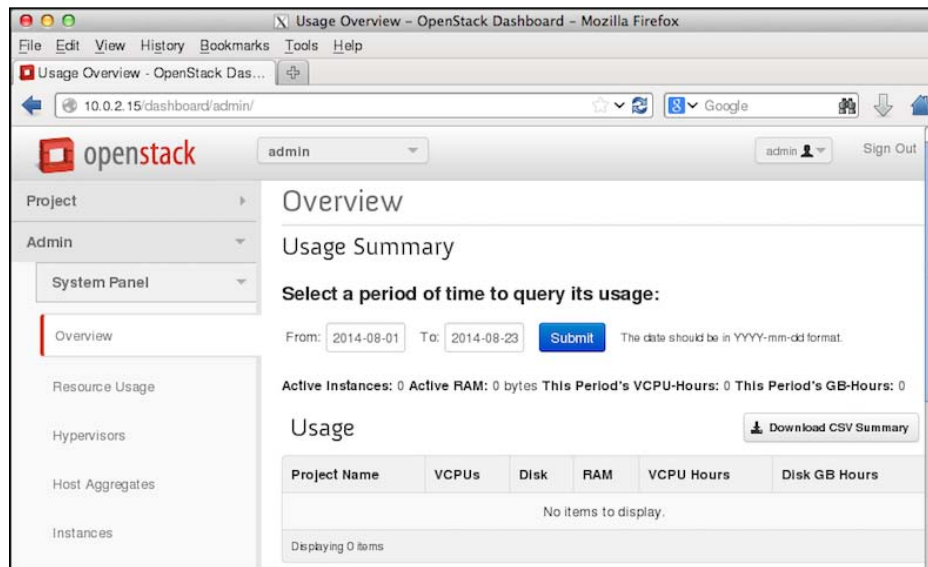 Usage Overview – OpenStack Dashboard – Mozilla Firefox
File Edit View History Bookmarks Tools Help
Usage Overview - OpenStack Das...
10.0.2.15/dashboard/admin/ Google
openstack admin admin Sign Out
Project
Admin
System Panel
Overview
Resource Usage
Hypervisors
Host Aggregates
Instances
Overview
Usage Summary
Select a period of time to query its usage:
From: 2014-08-01 To: 2014-08-23 Submit The date should be in YYYY-mm-dd format.
Active Instances: 0 Active RAM: 0 bytes This Period's VCPU-Hours: 0 This Period's GB-Hours: 0
Usage Download CSV Summary
Project Name VCPUs Disk RAM VCPU Hours Disk GB Hours
No items to display.
Displaying 0 items